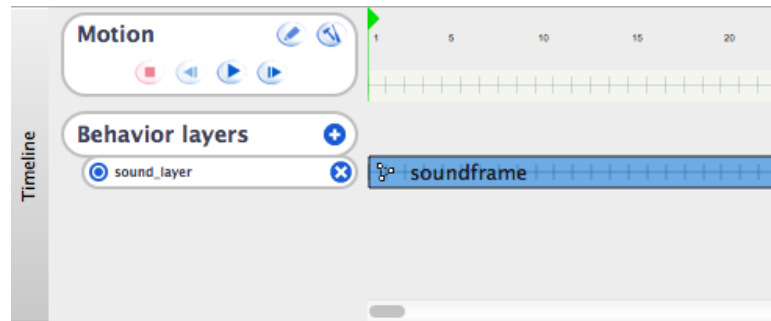 Timeline
Motion
1 5 10 15 20
Behavior layers
sound_layer
soundframe